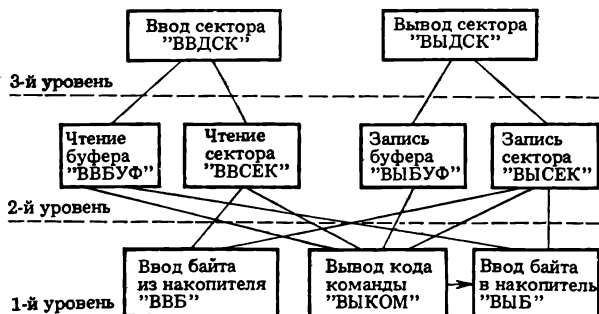 Ввод сектора
"ВВДСК"
Вывод сектора
"ВЫДСК"
3-й уровень
Чтение
буфера
"ВВБУФ"
Чтение
сектора
"ВВСЕК"
Запись
буфера
"ВЫБУФ"
Запись
сектора
"ВЫСЕК"
2-й уровень
Ввод байта
из накопителя
"ВВБ"
Вывод кода
команды
"ВЫКОМ"
Ввод байта
в накопитель
"ВЫБ"
1-й уровень